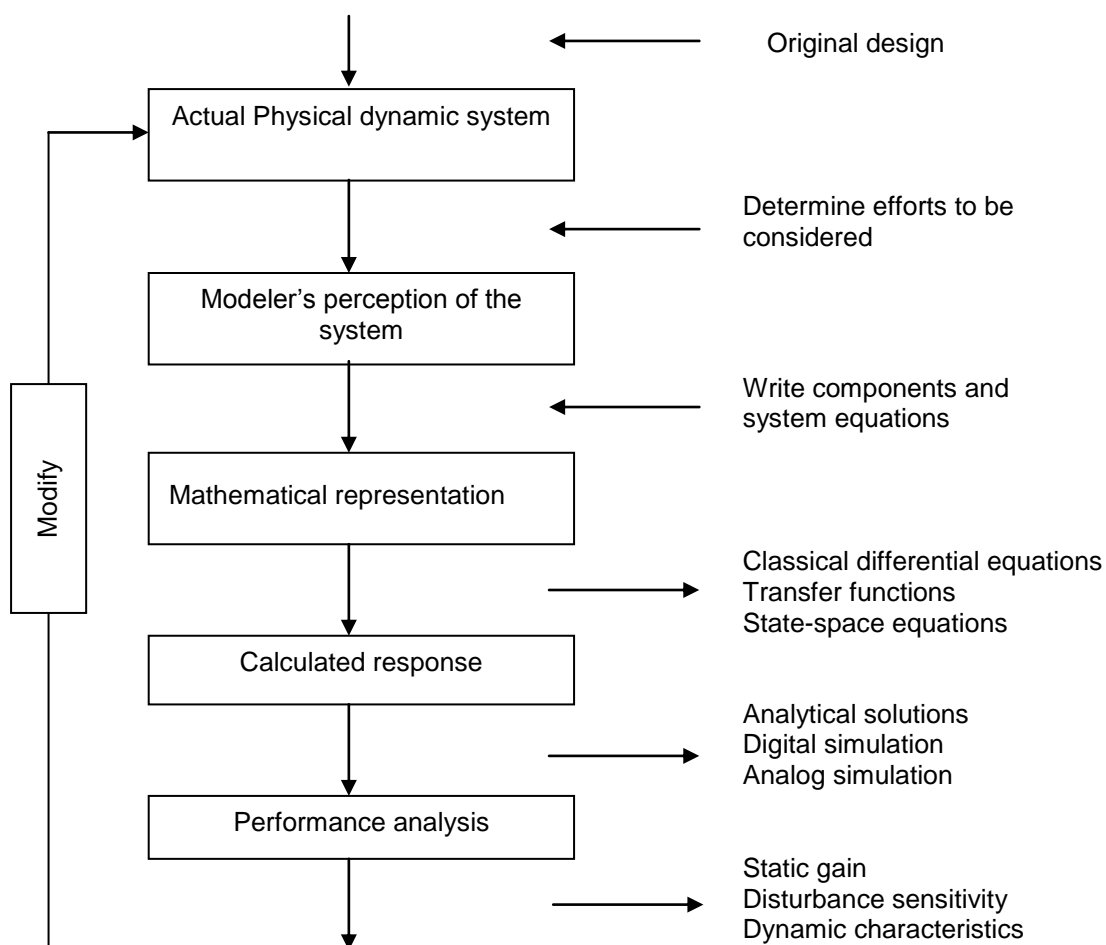 Original design
Actual Physical dynamic system
Determine efforts to be
considered
Modeler’s perception of the
system
Write components and
system equations
Modify
Mathematical representation
Classical differential equations
Transfer functions
State-space equations
Calculated response
Analytical solutions
Digital simulation
Analog simulation
Performance analysis
Static gain
Disturbance sensitivity
Dynamic characteristics